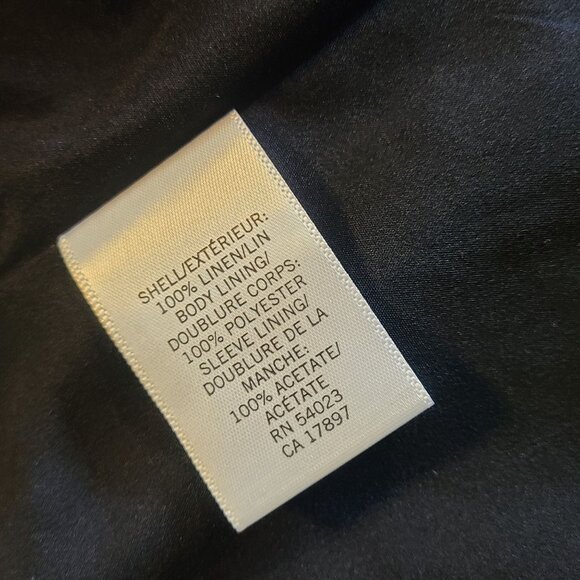 SHELL/EXTÉRIEUR:
100% LINEN/LIN
BODY LINING/
DOUBLURE CORPS:
100% POLYESTER
SLEEVE LINING/
DOUBLURE DE LA
MANCHE:
100% ACETATE/
ACÉTATE
RN 54023
CA 17897